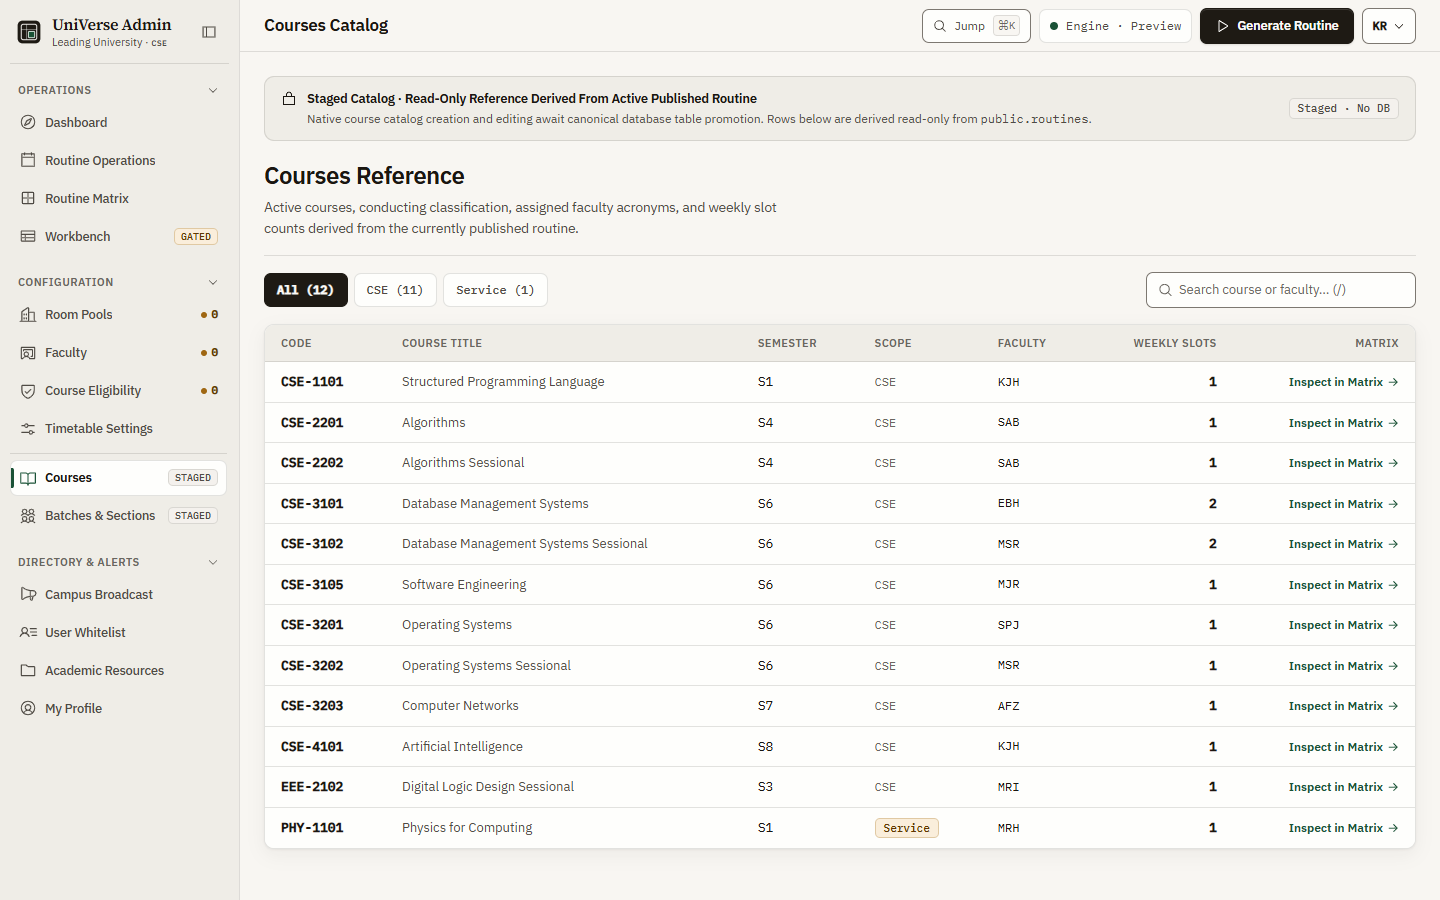 UniVerse Admin
Leading University · CSE
OPERATIONS
Dashboard
Routine Operations
Routine Matrix
Workbench GATED
CONFIGURATION
Room Pools 0
Faculty 0
Course Eligibility 0
Timetable Settings
Courses STAGED
Batches & Sections STAGED
DIRECTORY & ALERTS
Campus Broadcast
User Whitelist
Academic Resources
My Profile
Courses Catalog
Jump ⌘K
Engine · Preview
Generate Routine
KR
Staged Catalog · Read-Only Reference Derived From Active Published Routine
Native course catalog creation and editing await canonical database table promotion. Rows below are derived read-only from public.routines.
Staged · No DB
Courses Reference
Active courses, conducting classification, assigned faculty acronyms, and weekly slot
counts derived from the currently published routine.
All (12) CSE (11) Service (1)
Search course or faculty... (/)
CODE COURSE TITLE SEMESTER SCOPE FACULTY WEEKLY SLOTS MATRIX
CSE-1101 Structured Programming Language S1 CSE KJH 1 Inspect in Matrix →
CSE-2201 Algorithms S4 CSE SAB 1 Inspect in Matrix →
CSE-2202 Algorithms Sessional S4 CSE SAB 1 Inspect in Matrix →
CSE-3101 Database Management Systems S6 CSE EBH 2 Inspect in Matrix →
CSE-3102 Database Management Systems Sessional S6 CSE MSR 2 Inspect in Matrix →
CSE-3105 Software Engineering S6 CSE MJR 1 Inspect in Matrix →
CSE-3201 Operating Systems S6 CSE SPJ 1 Inspect in Matrix →
CSE-3202 Operating Systems Sessional S6 CSE MSR 1 Inspect in Matrix →
CSE-3203 Computer Networks S7 CSE AFZ 1 Inspect in Matrix →
CSE-4101 Artificial Intelligence S8 CSE KJH 1 Inspect in Matrix →
EEE-2102 Digital Logic Design Sessional S3 CSE MRI 1 Inspect in Matrix →
PHY-1101 Physics for Computing S1 Service MRH 1 Inspect in Matrix →